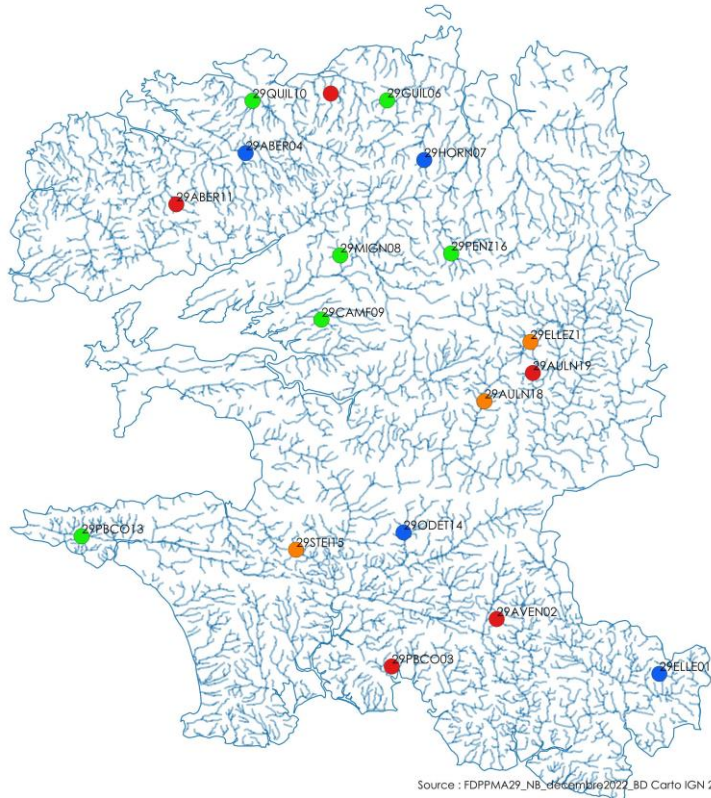 29QUIL10
29GUIL06
29ABER04
29HORN07
29ABER11
29MIGN08
29PENZ16
29CAMF09
29ELLEZ1
29AULN19
29AULN18
29PBCO13
29STEI15
29ODET14
29AVEN02
29PBCO03
29ELLE01
Source : FDPPMA29_NB_décembre2022_BD Carto IGN 2